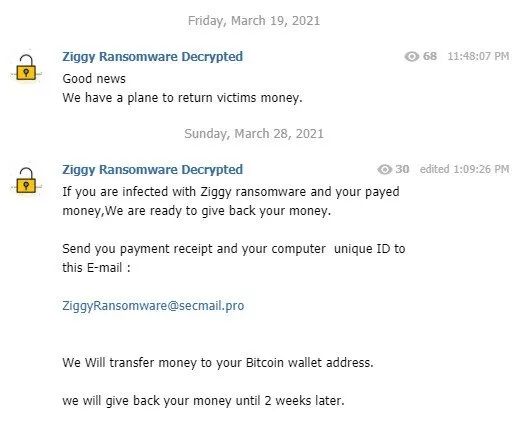 Friday, March 19, 2021
Ziggy Ransomware Decrypted 68 11:48:07 PM
Good news
We have a plane to return victims money.
Sunday, March 28, 2021
Ziggy Ransomware Decrypted 30 edited 1:09:26 PM
If you are infected with Ziggy ransomware and your payed
money,We are ready to give back your money.
Send you payment receipt and your computer unique ID to
this E-mail :
ZiggyRansomware@secmail.pro
We Will transfer money to your Bitcoin wallet address.
we will give back your money until 2 weeks later.